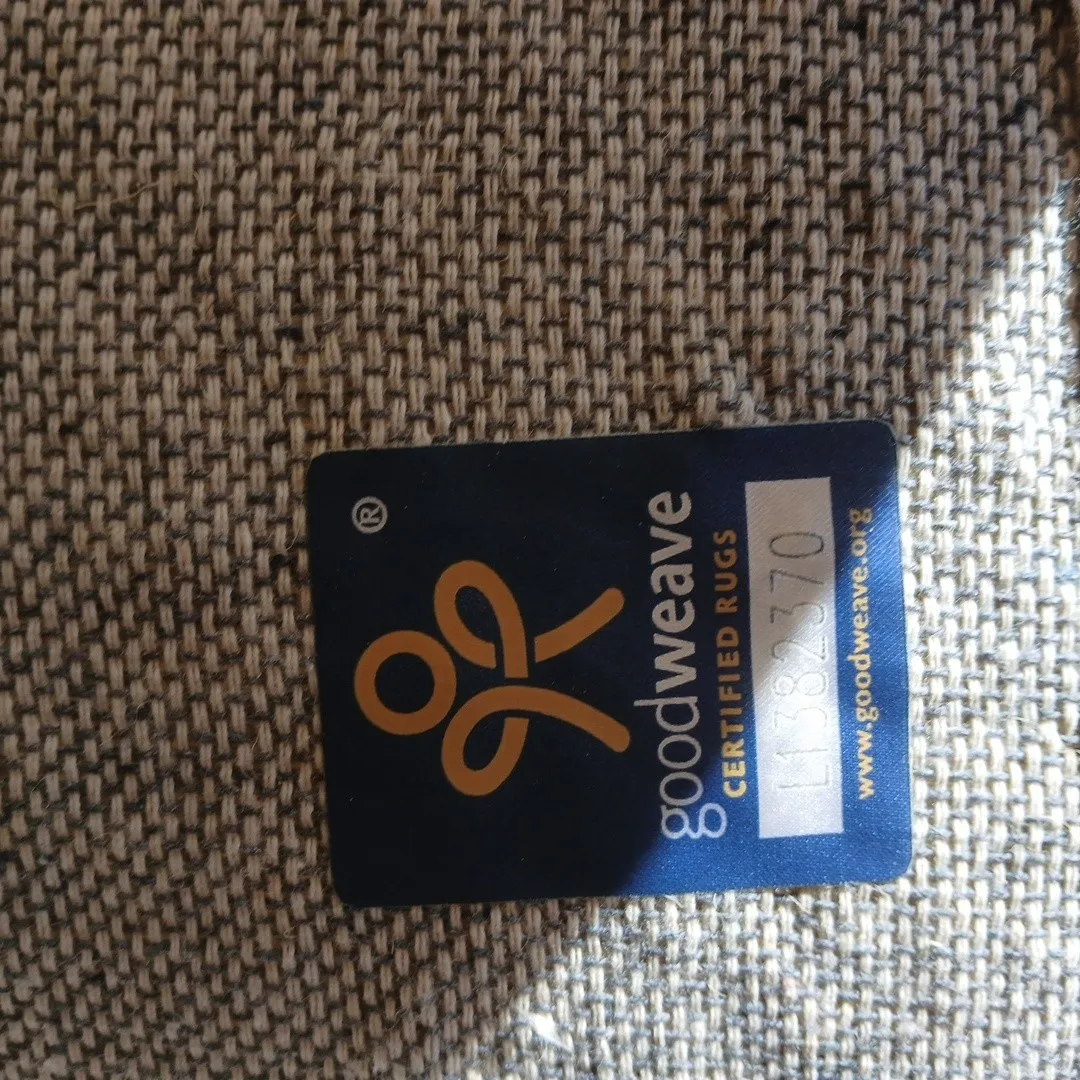 ®
goodweave
CERTIFIED RUGS
L1382370
www.goodweave.org